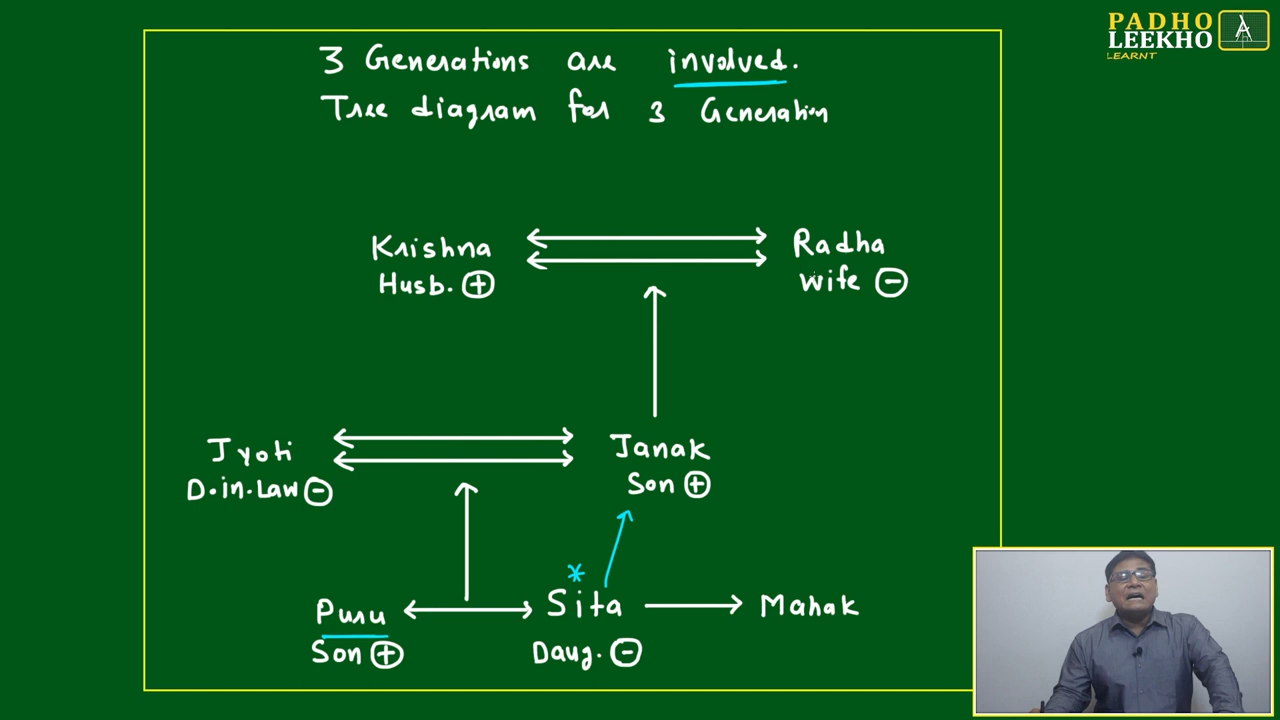 PADHO
LEEKHO
LEARNT
3 Generations are involved.
Tree diagram for 3 Generation
Krishna Radha
Husb. + wife -
Jyoti Janak
D.in.Law - Son +
*
Puru Sita Mahak
Son + Daug. -